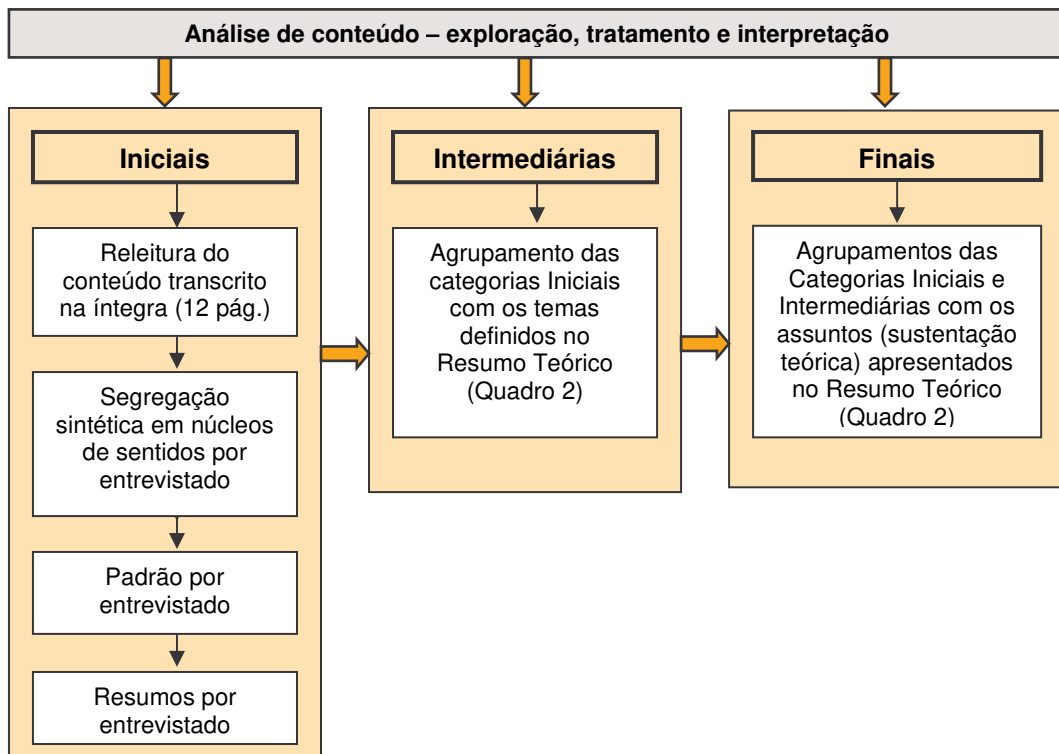 Análise de conteúdo – exploração, tratamento e interpretação
Iniciais
Releitura do
conteúdo transcrito
na íntegra (12 pág.)
Segregação
sintética em núcleos
de sentidos por
entrevistado
Padrão por
entrevistado
Resumos por
entrevistado
Intermediárias
Agrupamento das
categorias Iniciais
com os temas
definidos no
Resumo Teórico
(Quadro 2)
Finais
Agrupamentos das
Categorias Iniciais e
Intermediárias com os
assuntos (sustentação
teórica) apresentados
no Resumo Teórico
(Quadro 2)